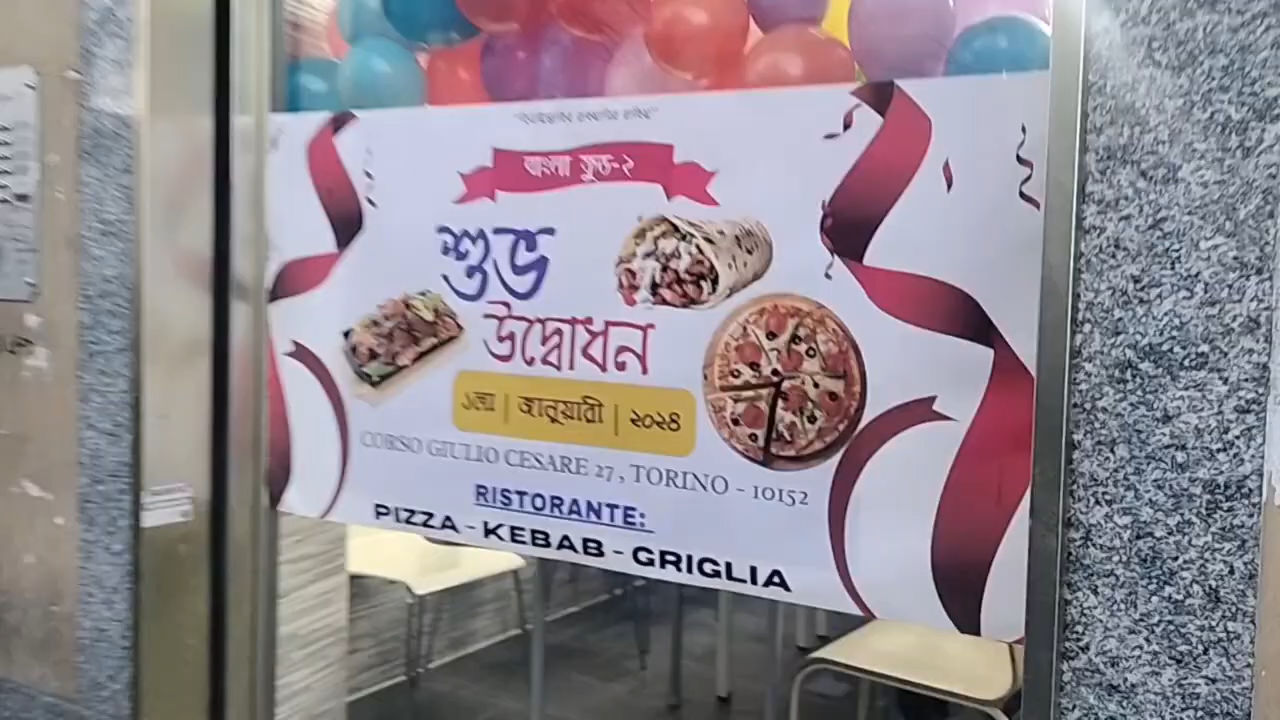 বাংলা ফুড-২
শুভ
উদ্বোধন
১লা | জানুয়ারী | ২০২৪
CORSO GIULIO CESARE 27, TORINO - 10152
RISTORANTE:
PIZZA - KEBAB - GRIGLIA